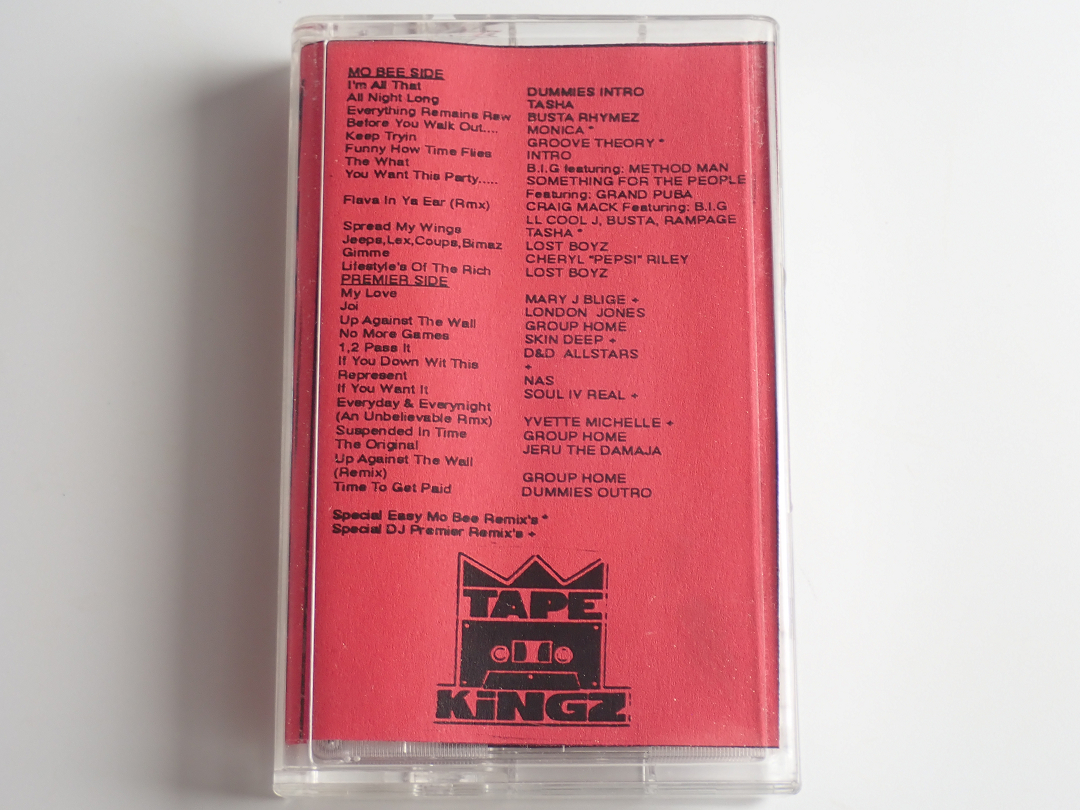 MO BEE SIDE
I'm All That DUMMIES INTRO
All Night Long TASHA
Everything Remains Raw BUSTA RHYMEZ
Before You Walk Out.... MONICA *
Keep Tryin GROOVE THEORY *
Funny How Time Flies INTRO
The What B.I.G featuring: METHOD MAN
You Want This Party..... SOMETHING FOR THE PEOPLE
Featuring: GRAND PUBA
Flava In Ya Ear (Rmx) CRAIG MACK Featuring: B.I.G
LL COOL J, BUSTA, RAMPAGE
Spread My Wings TASHA *
Jeeps,Lex,Coups,Bimaz LOST BOYZ
Gimme CHERYL "PEPSI" RILEY
Lifestyle's Of The Rich LOST BOYZ
PREMIER SIDE
My Love MARY J BLIGE +
Joi LONDON JONES
Up Against The Wall GROUP HOME
No More Games SKIN DEEP +
1,2 Pass It D&D ALLSTARS
If You Down Wit This +
Represent NAS
If You Want It SOUL IV REAL +
Everyday & Everynight
(An Unbelievable Rmx) YVETTE MICHELLE +
Suspended In Time GROUP HOME
The Original JERU THE DAMAJA
Up Against The Wall
(Remix) GROUP HOME
Time To Get Paid DUMMIES OUTRO
Special Easy Mo Bee Remix's *
Special DJ Premier Remix's +
TAPE
KiNGZ